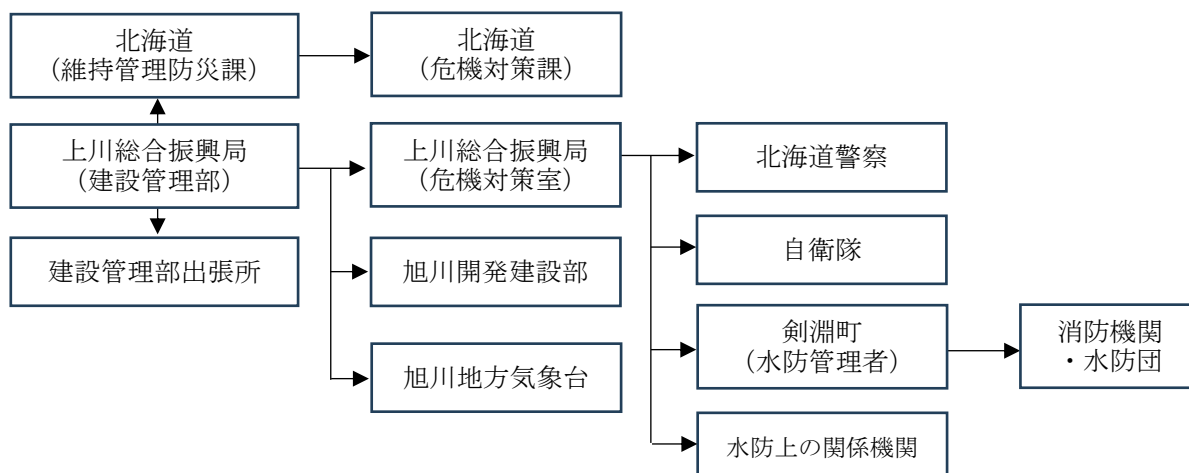 北海道
（維持管理防災課）
北海道
（危機対策課）
上川総合振興局
（建設管理部）
上川総合振興局
（危機対策室）
北海道警察
建設管理部出張所
旭川開発建設部
自衛隊
剣淵町
（水防管理者）
消防機関
・水防団
旭川地方気象台
水防上の関係機関